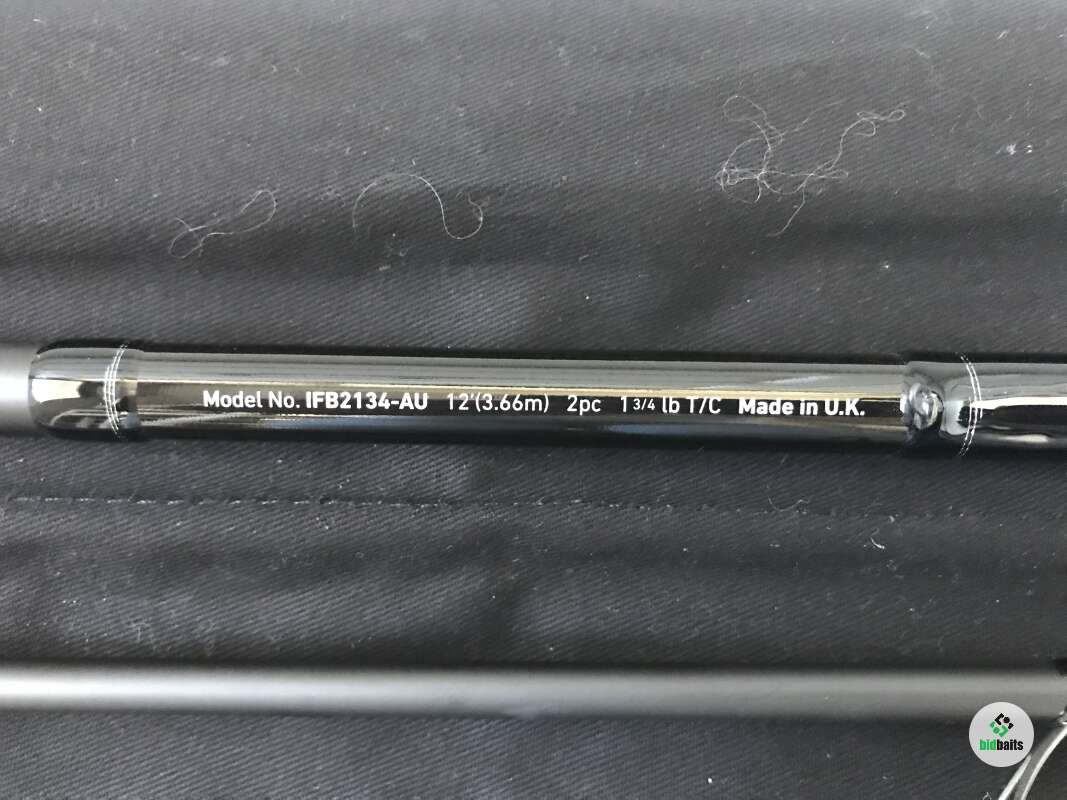 Model No. IFB2134-AU 12'(3.66m) 2pc 1 3/4 lb T/C Made in U.K.
bidbaits